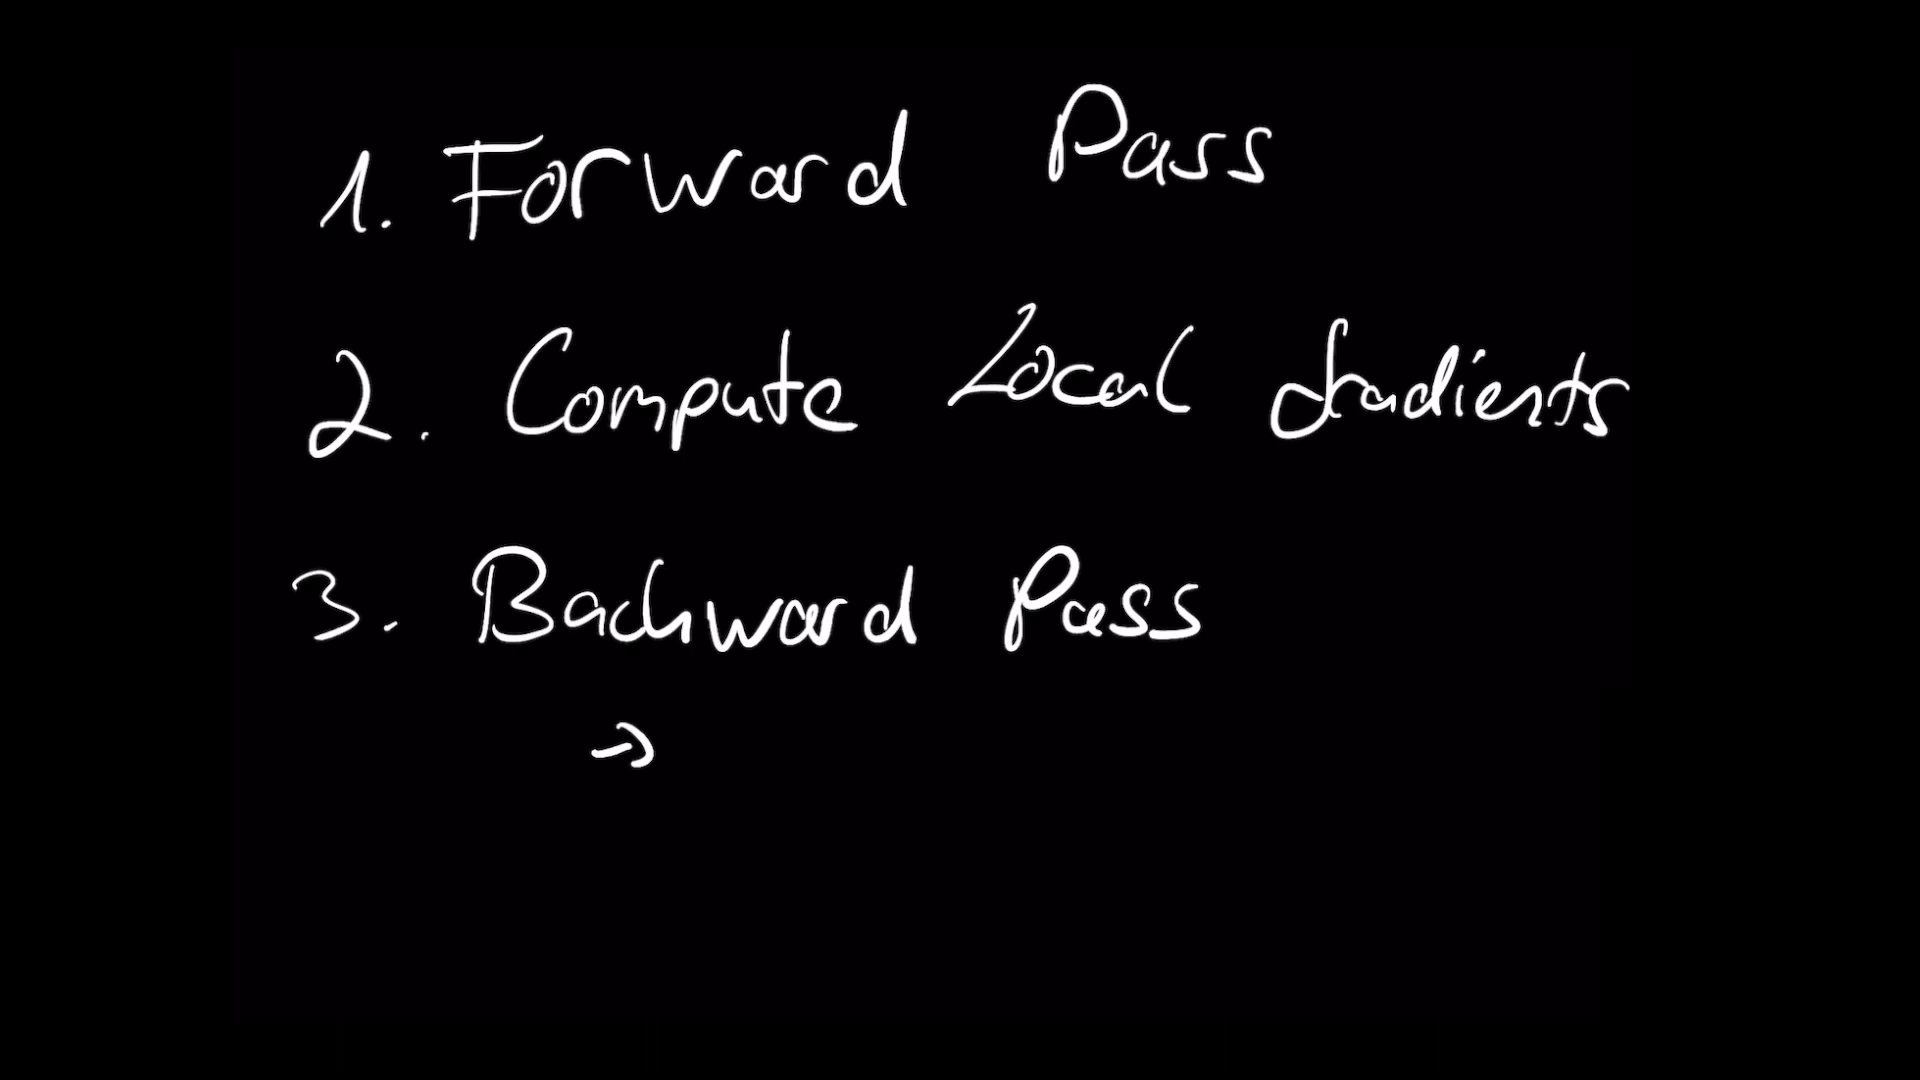 1. Forward Pass
2. Compute Local Gradients
3. Backward Pass
→